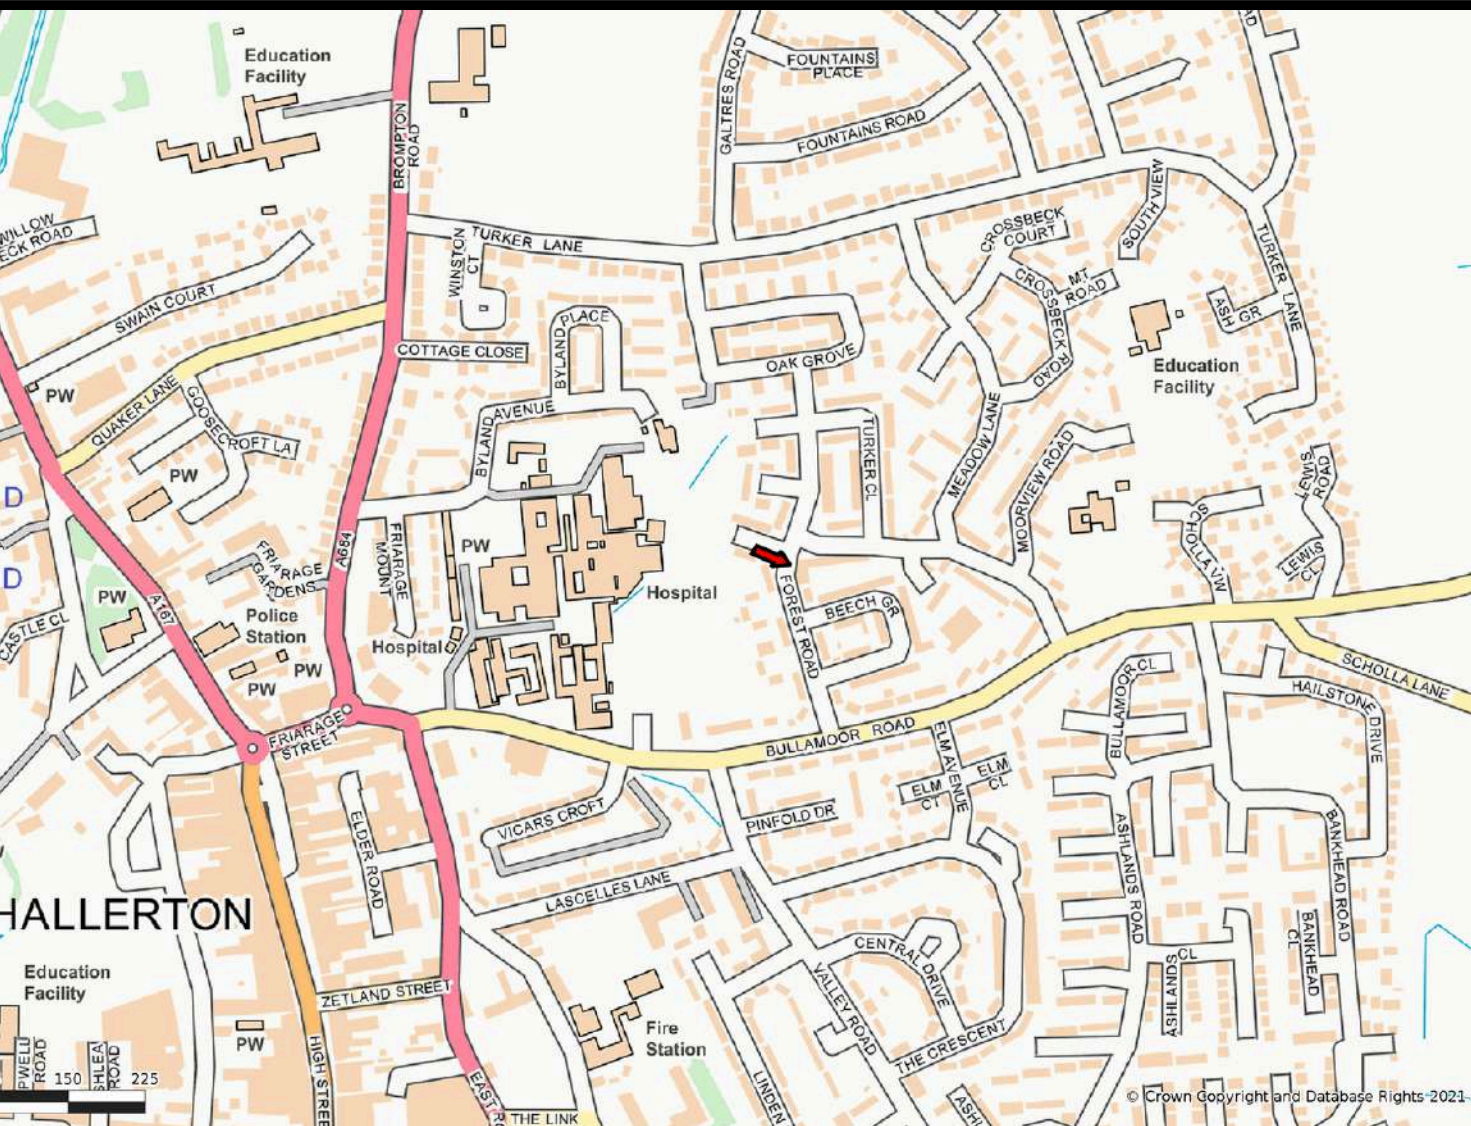 Education
Facility
BROMPTON
ROAD
GALTRES ROAD
FOUNTAINS
PLACE
FOUNTAINS ROAD
WILLOW
ECK ROAD
SWAIN COURT
WINSTON
CT
TURKER LANE
CROSSBECK
COURT
SOUTH VIEW
CROSSBECK ROAD
MT
ROAD
TURKER LANE
ASH
GR
Education
Facility
COTTAGE CLOSE
BYLAND
PLACE
OAK GROVE
PW
QUAKER LANE
GOOSECROFT LA
BYLAND
AVENUE
TURKER CL
MEADOW LANE
MOORVIEW ROAD
LEWIS
ROAD
PW
D
A684
FRIARAGE
MOUNT
PW
SCHOLLA VW
LEWIS
CL
FRIARAGE
GARDENS
D
PW
A167
CASTLE CL
Police
Station
PW
PW
Hospital
Hospital
FOREST ROAD
BEECH GR
SCHOLLA LANE
FRIARAGE
STREET
BULLAMOOR ROAD
BULLAMOOR CL
HAILSTONE DRIVE
ELM AVENUE
ELM
CT
ELM
CL
VICARS CROFT
PINFOLD DR
ELDER ROAD
LASCELLES LANE
ASHLANDS ROAD
BANKHEAD ROAD
BANKHEAD
CL
HALLERTON
Education
Facility
CENTRAL DRIVE
VALLEY ROAD
THE CRESCENT
ASHLANDS
CL
ZETLAND STREET
PW
Fire
Station
PWELL
ROAD
SHLEA
ROAD
150
225
HIGH STREE
EAST R
THE LINK
LINDEN
ASHL
© Crown Copyright and Database Rights 2021